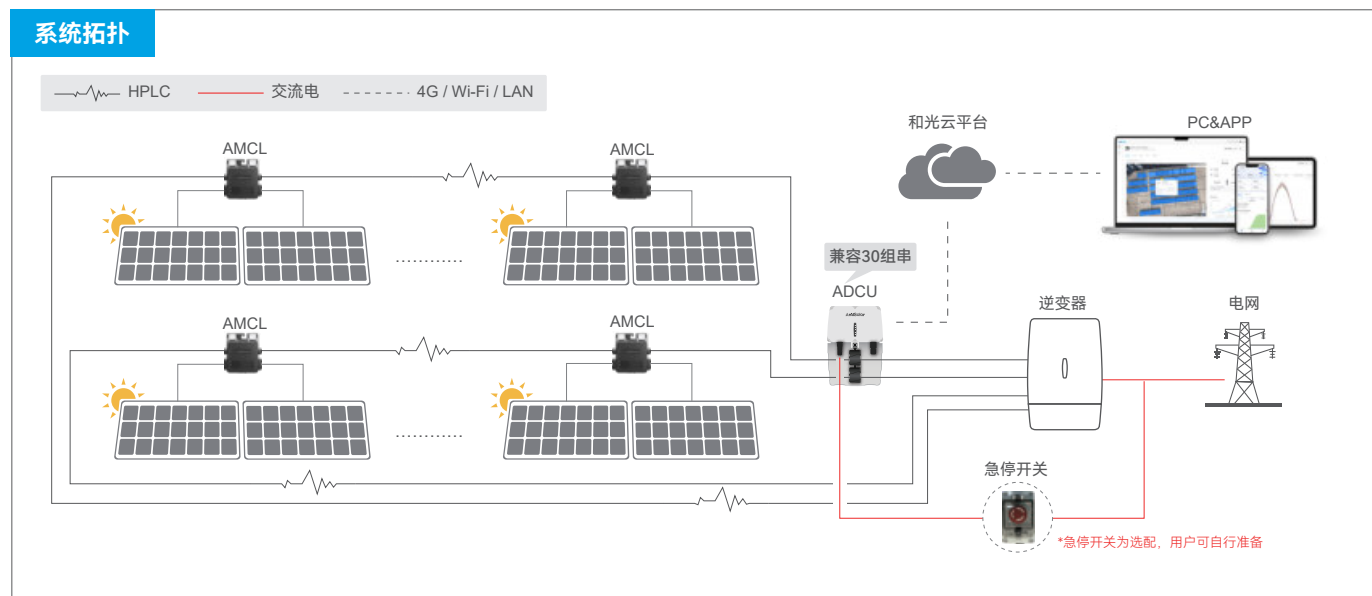 系统拓扑
HPLC 交流电 4G / Wi-Fi / LAN
和光云平台
PC&APP
AMCL AMCL
兼容30组串
ADCU
逆变器
电网
AMCL AMCL
急停开关
*急停开关为选配，用户可自行准备